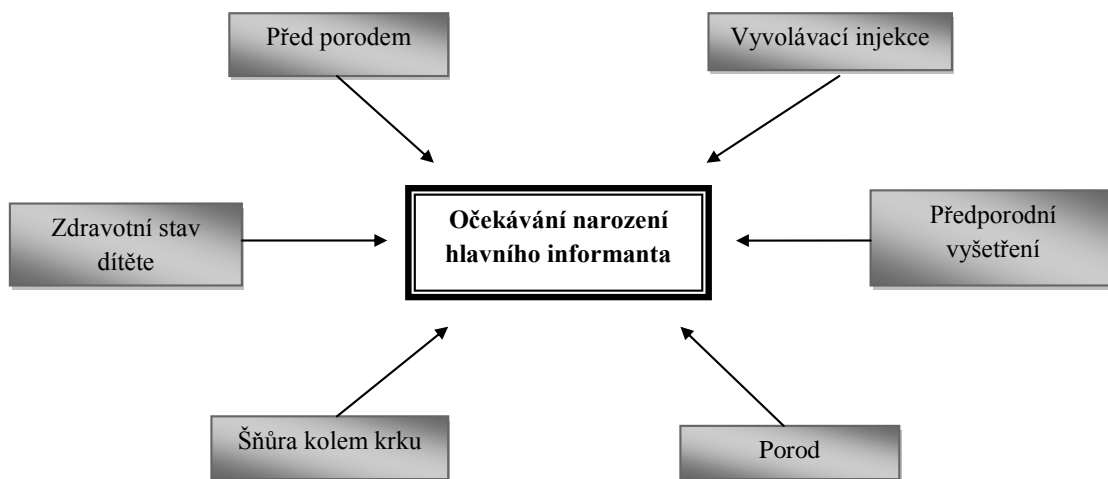 Před porodem
Vyvolávací injekce
Zdravotní stav
dítěte
Očekávání narození
hlavního informanta
Předporodní
vyšetření
Šňůra kolem krku
Porod